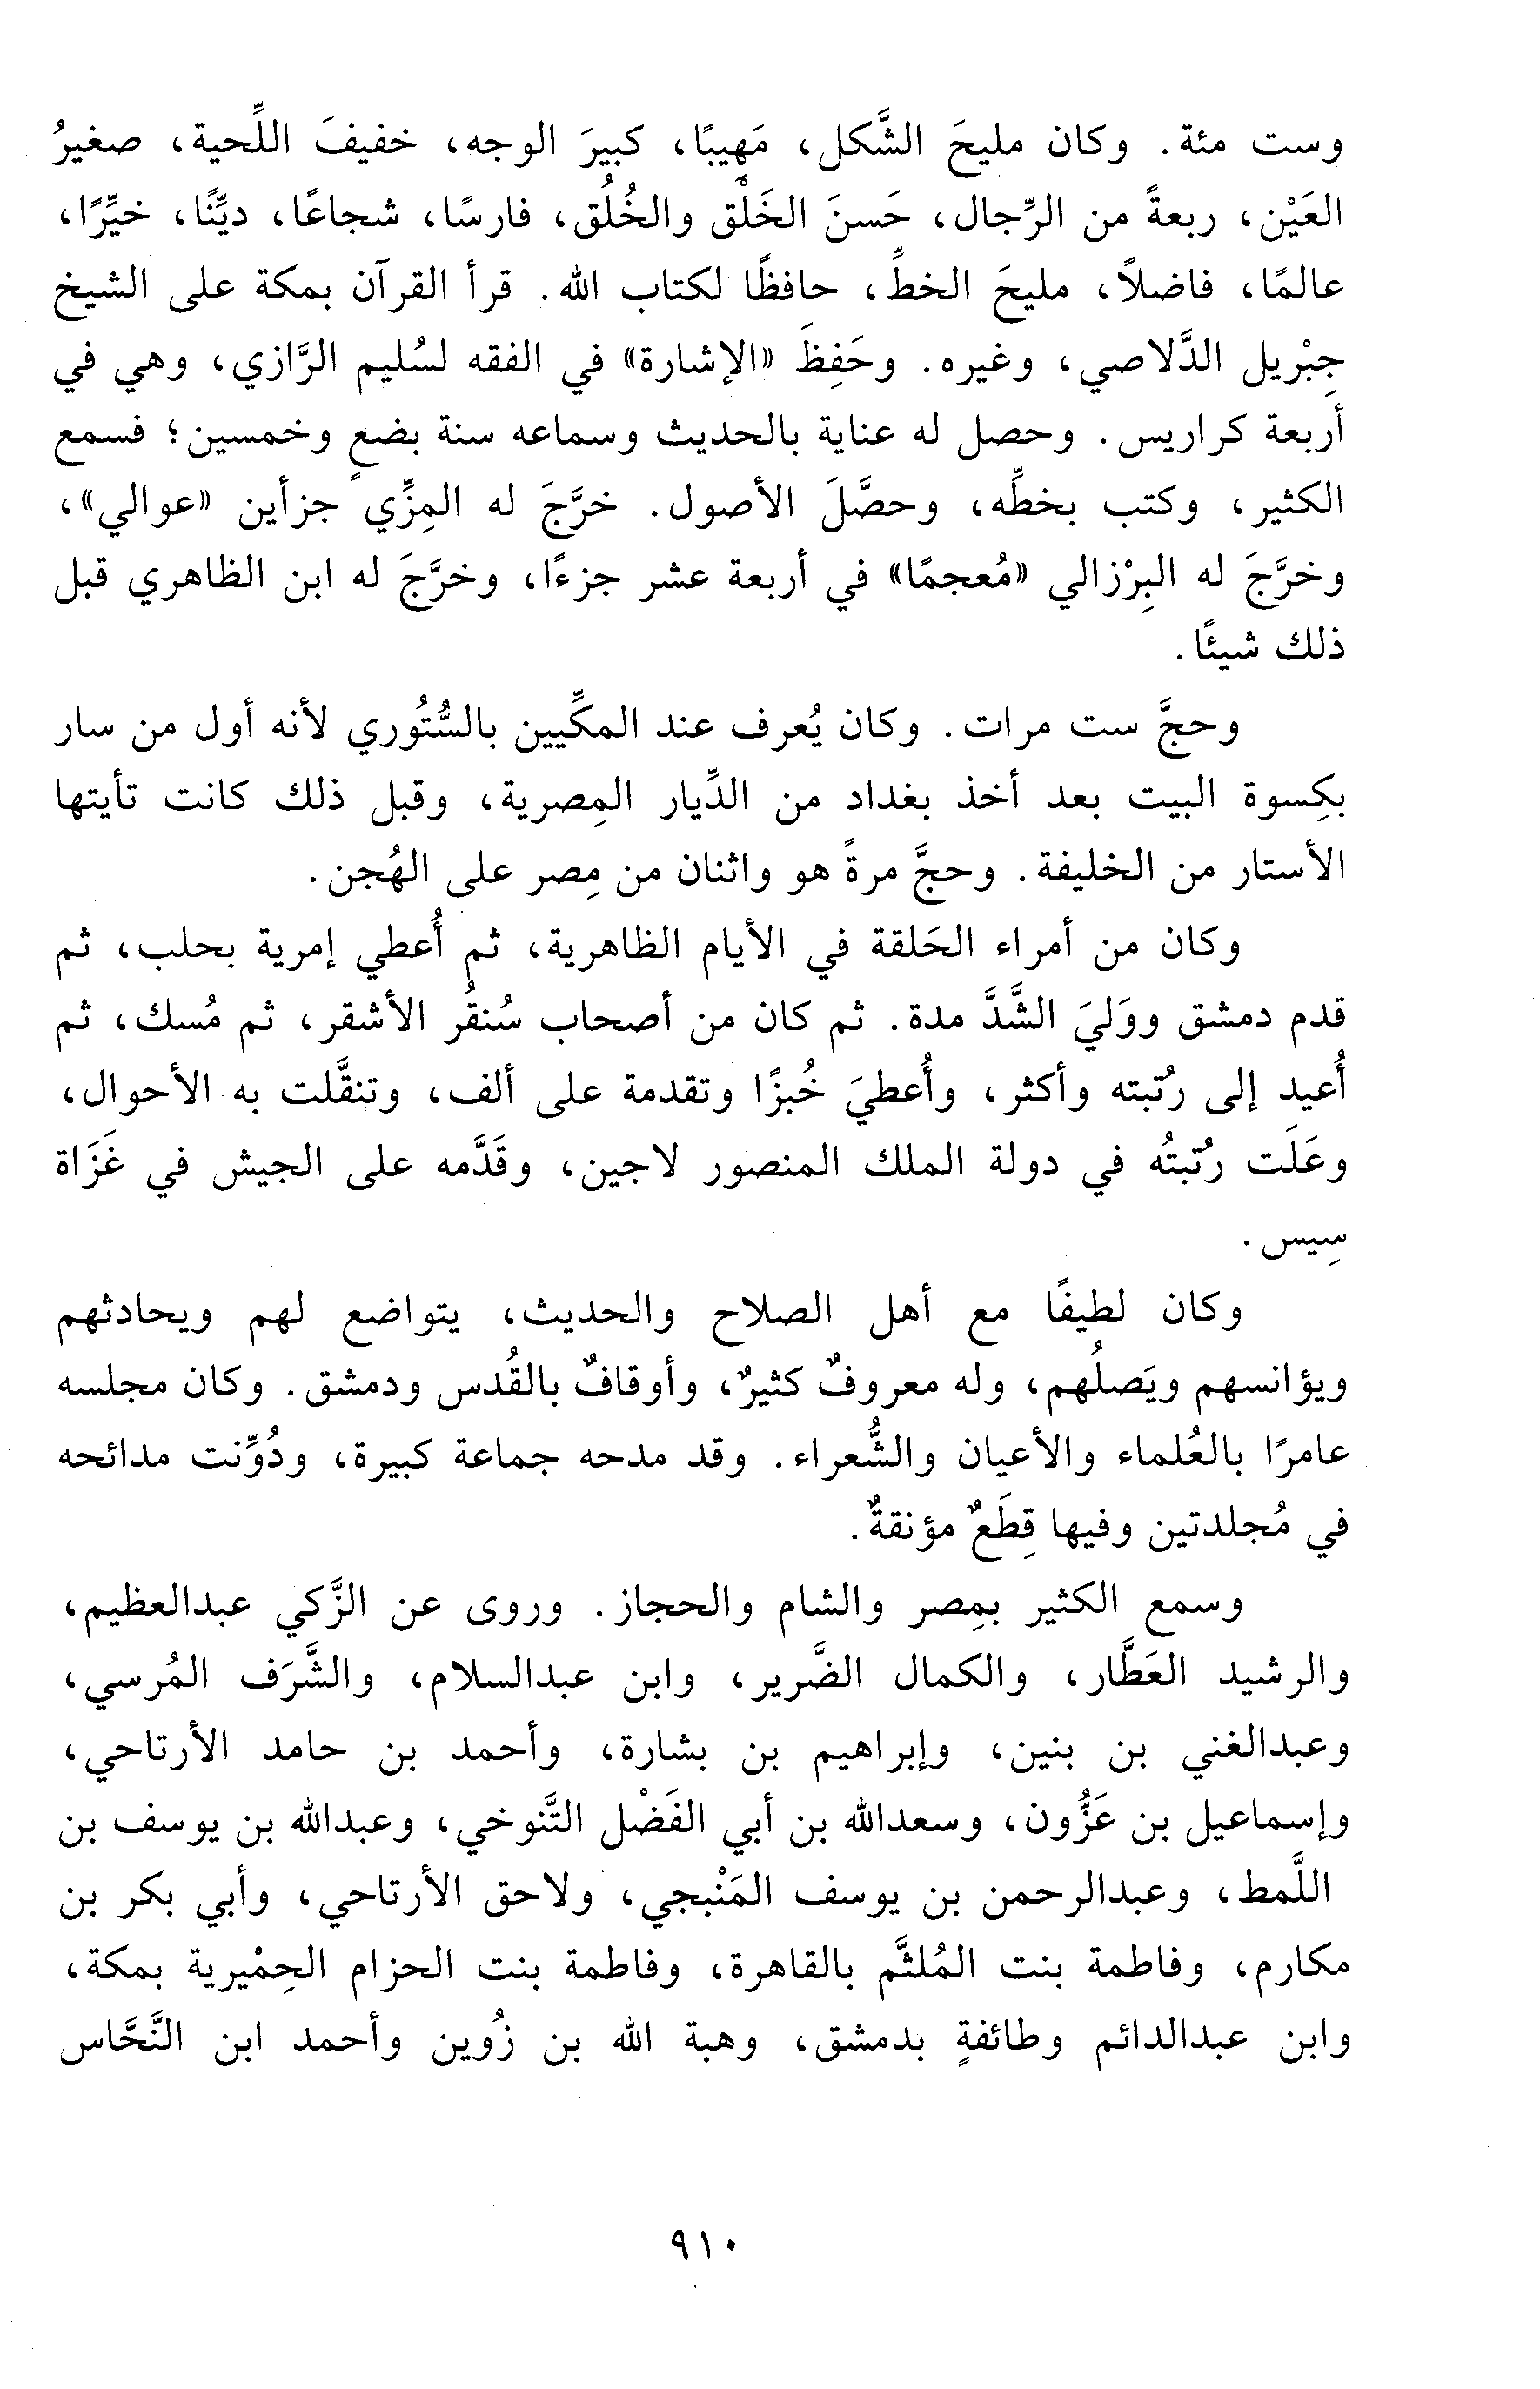 وست مئة. وكان مليحَ الشَّكل، مَهِيبًا، كبيرَ الوجه، خفيفَ اللِّحية، صغيرُ
العَيْن، ربعةً من الرِّجال، حَسنَ الخَلْق والخُلُق، فارسًا، شجاعًا، ديِّنًا، خيِّرًا،
عالمًا، فاضلاً، مليحَ الخطِّ، حافظًا لكتاب الله. قرأ القرآن بمكة على الشيخ
جِبْريل الدَّلاصي، وغيره. وحَفِظَ «الإشارة» في الفقه لسُليم الرَّازي، وهي في
أربعة كراريس. وحصل له عناية بالحديث وسماعه سنة بضعٍ وخمسين؛ فسمع
الكثير، وكتب بخطِّه، وحصَّلَ الأصول. خرَّجَ له المِزِّي جزأين «عوالي»،
وخرَّجَ له البِرْزالي «مُعجمًا» في أربعة عشر جزءًا، وخرَّجَ له ابن الظاهري قبل
ذلك شيئًا.
وحجَّ ست مرات. وكان يُعرف عند المكِّيين بالسُّتُوري لأنه أول من سار
بكِسوة البيت بعد أخذ بغداد من الدِّيار المِصرية، وقبل ذلك كانت تأيتها
الأستار من الخليفة. وحجَّ مرةً هو واثنان من مِصر على الهُجن.
وكان من أمراء الحَلقة في الأيام الظاهرية، ثم أُعطي إمرية بحلب، ثم
قدم دمشق ووَليَ الشَّدَّ مدة. ثم كان من أصحاب سُنقُر الأشقر، ثم مُسك، ثم
أُعيد إلى رُتبته وأكثر، وأُعطيَ خُبزًا وتقدمة على ألف، وتنقَّلت به الأحوال،
وعَلَت رُتبتُه في دولة الملك المنصور لاجين، وقَدَّمه على الجيش في غَزَاة
سِيس.
وكان لطيفًا مع أهل الصلاح والحديث، يتواضع لهم ويحادثهم
ويؤانسهم ويَصلُهم، وله معروفٌ كثيرٌ، وأوقافٌ بالقُدس ودمشق. وكان مجلسه
عامرًا بالعُلماء والأعيان والشُّعراء. وقد مدحه جماعة كبيرة، ودُوِّنت مدائحه
في مُجلدتين وفيها قِطَعٌ مؤنقةٌ.
وسمع الكثير بمِصر والشام والحجاز. وروى عن الزَّكي عبدالعظيم،
والرشيد العَطَّار، والكمال الضَّرير، وابن عبدالسلام، والشَّرَف المُرسي،
وعبدالغني بن بنين، وإبراهيم بن بشارة، وأحمد بن حامد الأرتاحي،
وإسماعيل بن عَزُّون، وسعدالله بن أبي الفَضْل التَّنوخي، وعبدالله بن يوسف بن
اللَّمط، وعبدالرحمن بن يوسف المَنْبجي، ولاحق الأرتاحي، وأبي بكر بن
مكارم، وفاطمة بنت المُلثَّم بالقاهرة، وفاطمة بنت الحزام الحِمْيرية بمكة،
وابن عبدالدائم وطائفةٍ بدمشق، وهبة الله بن زُوين وأحمد ابن النَّحَّاس
٩١٠